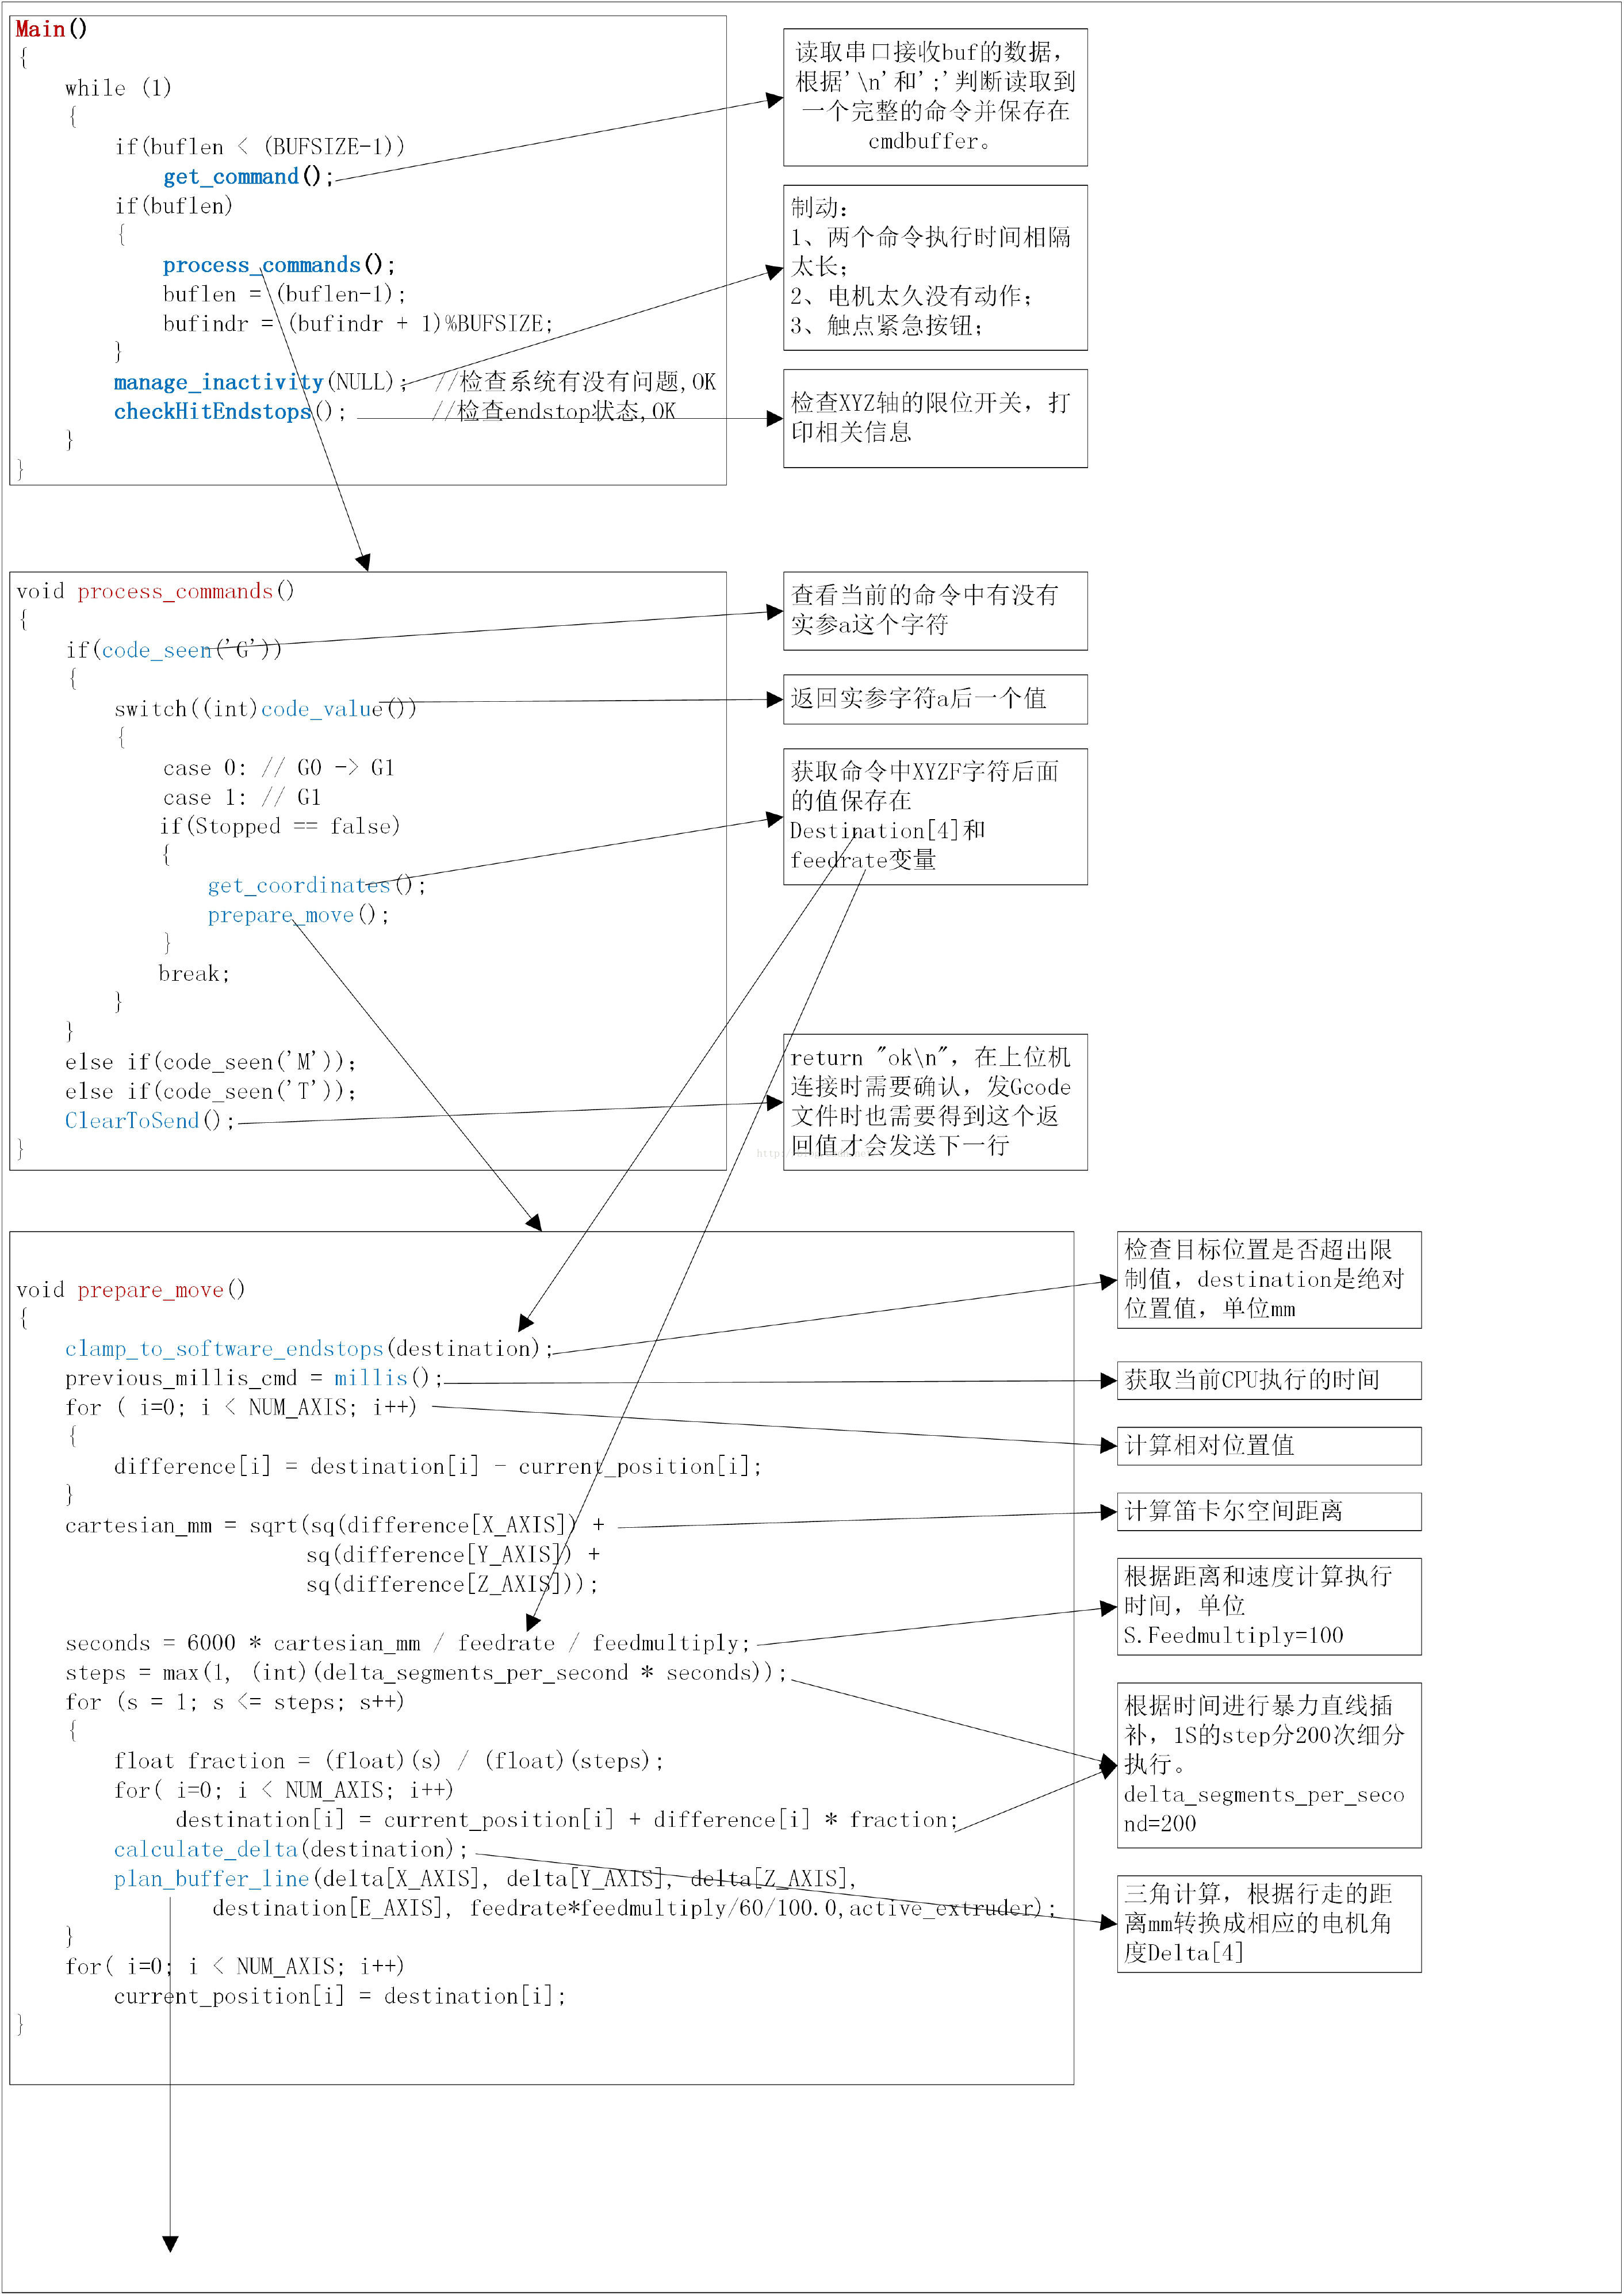 Main()
{
while (1)
{
if(buflen < (BUFSIZE-1))
get_command();
if(buflen)
{
process_commands();
buflen = (buflen-1);
bufindr = (bufindr + 1)%BUFSIZE;
}
manage_inactivity(NULL);  //检查系统有没有问题,OK
checkHitEndstops();  //检查endstop状态,OK
}
}
读取串口接收buf的数据，
根据'\n'和';'判断读取到
一个完整的命令并保存在
cmdbuffer。
制动：
1、两个命令执行时间相隔
太长；
2、电机太久没有动作；
3、触点紧急按钮；
检查XYZ轴的限位开关，打
印相关信息
void process_commands()
{
if(code_seen('G'))
{
switch((int)code_value())
{
case 0: // G0 -> G1
case 1: // G1
if(Stopped == false)
{
get_coordinates();
prepare_move();
}
break;
}
}
else if(code_seen('M'));
else if(code_seen('T'));
ClearToSend();
}
查看当前的命令中有没有
实参a这个字符
返回实参字符a后一个值
获取命令中XYZF字符后面
的值保存在
Destination[4]和
feedrate变量
return "ok\n"，在上位机
连接时需要确认，发Gcode
文件时也需要得到这个返
回值才会发送下一行
void prepare_move()
{
clamp_to_software_endstops(destination);
previous_millis_cmd = millis();
for ( i=0; i < NUM_AXIS; i++)
{
difference[i] = destination[i] - current_position[i];
}
cartesian_mm = sqrt(sq(difference[X_AXIS]) +
sq(difference[Y_AXIS]) +
sq(difference[Z_AXIS]));
seconds = 6000 * cartesian_mm / feedrate / feedmultiply;
steps = max(1, (int)(delta_segments_per_second * seconds));
for (s = 1; s <= steps; s++)
{
float fraction = (float)(s) / (float)(steps);
for( i=0; i < NUM_AXIS; i++)
destination[i] = current_position[i] + difference[i] * fraction;
calculate_delta(destination);
plan_buffer_line(delta[X_AXIS], delta[Y_AXIS], delta[Z_AXIS],
destination[E_AXIS], feedrate*feedmultiply/60/100.0,active_extruder);
}
for( i=0; i < NUM_AXIS; i++)
current_position[i] = destination[i];
}
检查目标位置是否超出限
制值，destination是绝对
位置值，单位mm
获取当前CPU执行的时间
计算相对位置值
计算笛卡尔空间距离
根据距离和速度计算执行
时间，单位
S.Feedmultiply=100
根据时间进行暴力直线插
补，1S的step分200次细分
执行。
delta_segments_per_seco
nd=200
三角计算，根据行走的距
离mm转换成相应的电机角
度Delta[4]